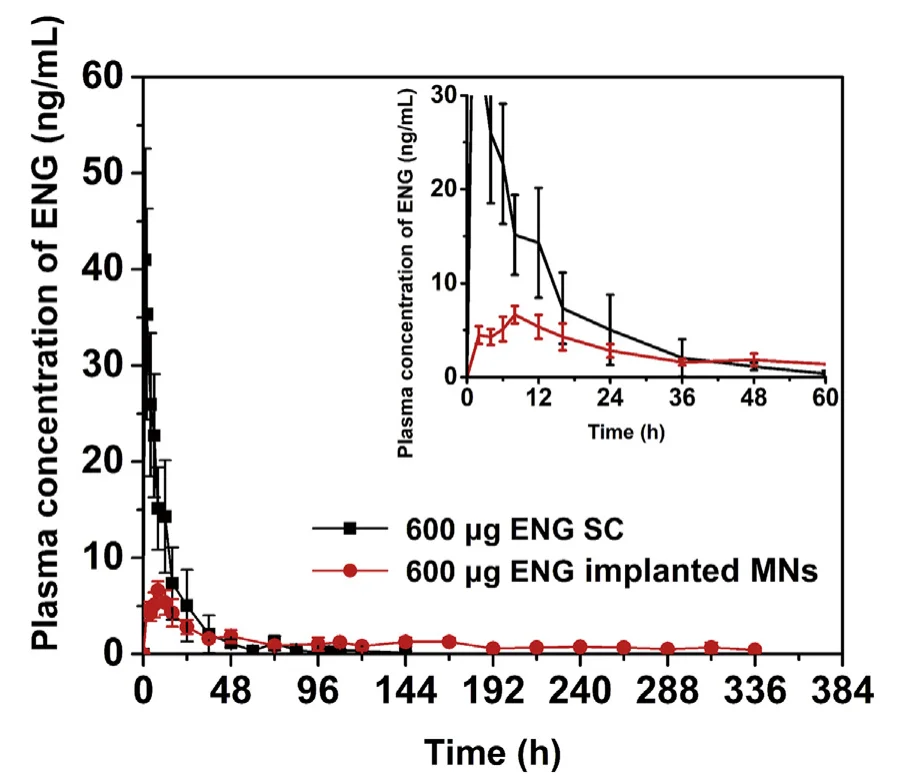 Plasma concentration of ENG (ng/mL)
60
50
40
30
20
10
0
0 48 96 144 192 240 288 336 384
Time (h)
Plasma concentration of ENG (ng/mL)
30
20
10
0
0 12 24 36 48 60
Time (h)
600 µg ENG SC
600 µg ENG implanted MNs